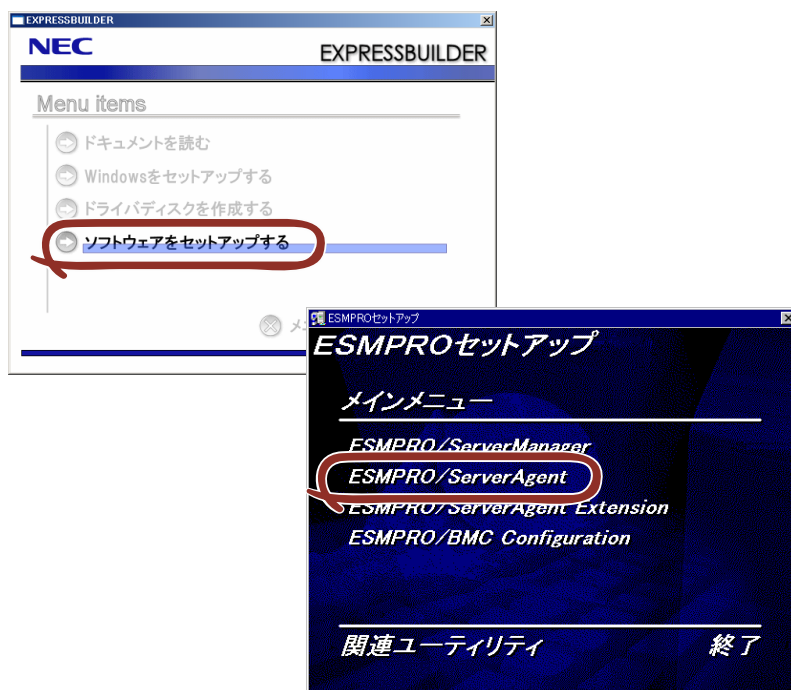 EXPRESSBUILDER
NEC
EXPRESSBUILDER
Menu items
ドキュメントを読む
Windowsをセットアップする
ドライバディスクを作成する
ソフトウェアをセットアップする
メ
ESMPROセットアップ
ESMPROセットアップ
メインメニュー
ESMPRO/ServerManager
ESMPRO/ServerAgent
ESMPRO/ServerAgent Extension
ESMPRO/BMC Configuration
関連ユーティリティ 終了